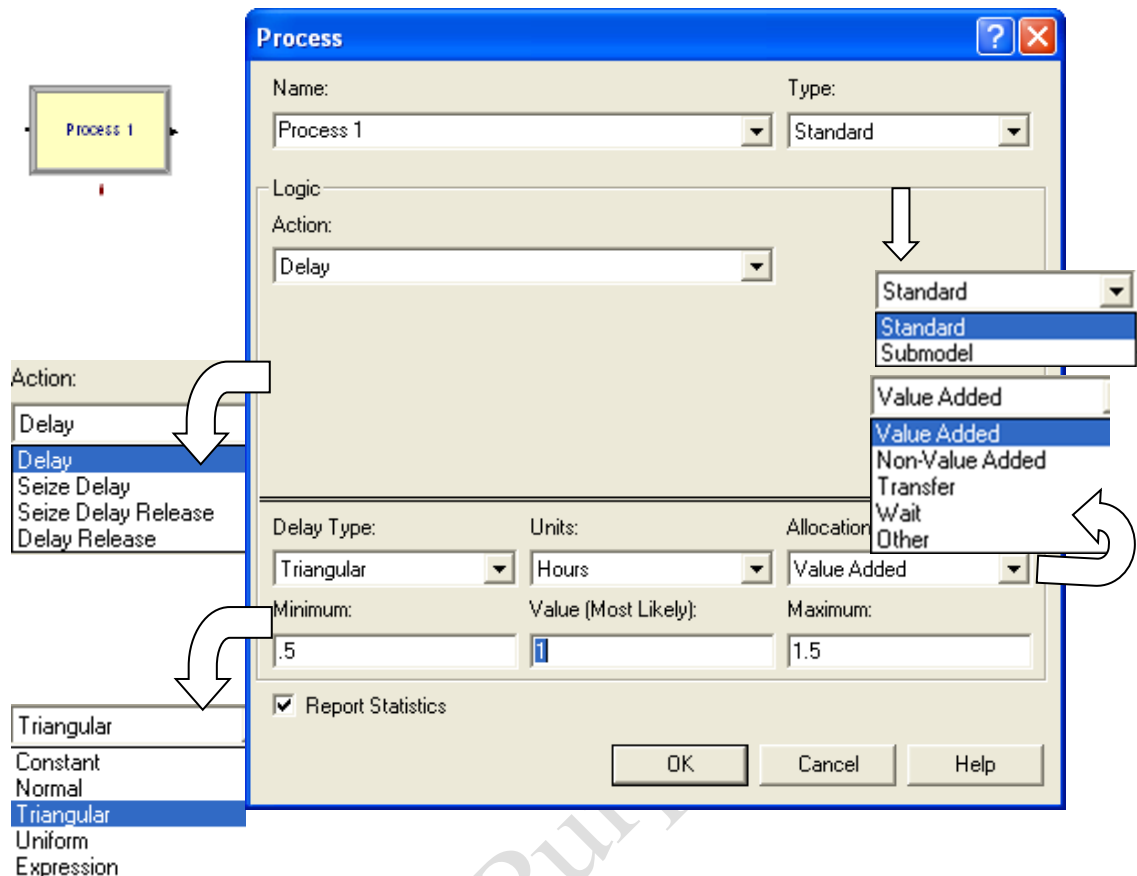 Process
Name:
Type:
Process 1
Process 1
Standard
Logic
Action:
Delay
Standard
Standard
Submodel
Action:
Delay
Delay
Seize Delay
Seize Delay Release
Delay Release
Value Added
Value Added
Non-Value Added
Transfer
Wait
Other
Delay Type:
Units:
Allocation
Triangular
Hours
Value Added
Minimum:
Value (Most Likely):
Maximum:
.5
1
1.5
Report Statistics
Triangular
Constant
Normal
Triangular
Uniform
Expression
OK
Cancel
Help